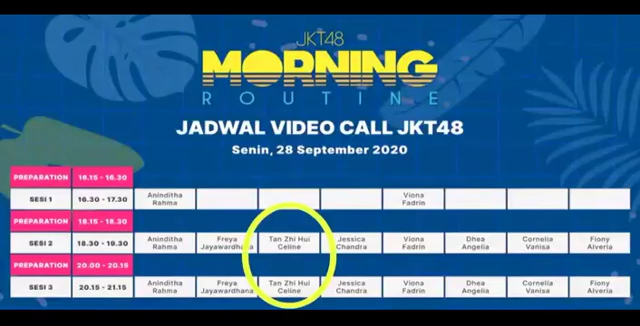 JKT48
MORNING
ROUTINE
JADWAL VIDEO CALL JKT48
Senin, 28 September 2020
PREPARATION 16.15 - 16.30
SESI 1 16.30 - 17.30 Aninditha Rahma Viona Fadrin
PREPARATION 18.15 - 18.30
SESI 2 18.30 - 19.30 Aninditha Rahma Freya Jayawardhana Tan Zhi Hui Celine Jessica Chandra Viona Fadrin Dhea Angelia Cornelia Vanisa Fiony Alveria
PREPARATION 20.00 - 20.15
SESI 3 20.15 - 21.15 Aninditha Rahma Freya Jayawardhana Tan Zhi Hui Celine Jessica Chandra Viona Fadrin Dhea Angelia Cornelia Vanisa Fiony Alveria